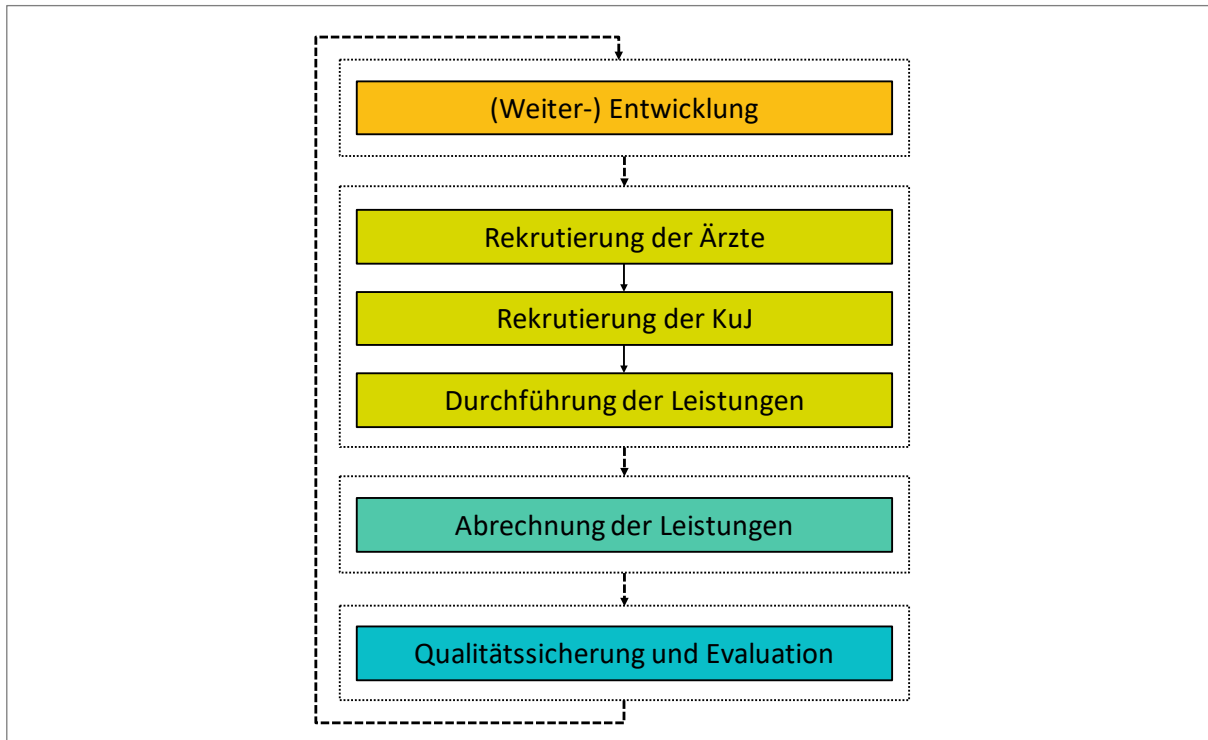 (Weiter-) Entwicklung
Rekrutierung der Ärzte
Rekrutierung der KuJ
Durchführung der Leistungen
Abrechnung der Leistungen
Qualitätssicherung und Evaluation